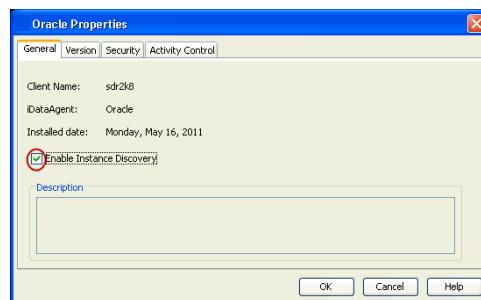 Oracle Properties
General Version Security Activity Control
Client Name: sdr2k8
iDataAgent: Oracle
Installed date: Monday, May 16, 2011
Enable Instance Discovery
Description
OK Cancel Help